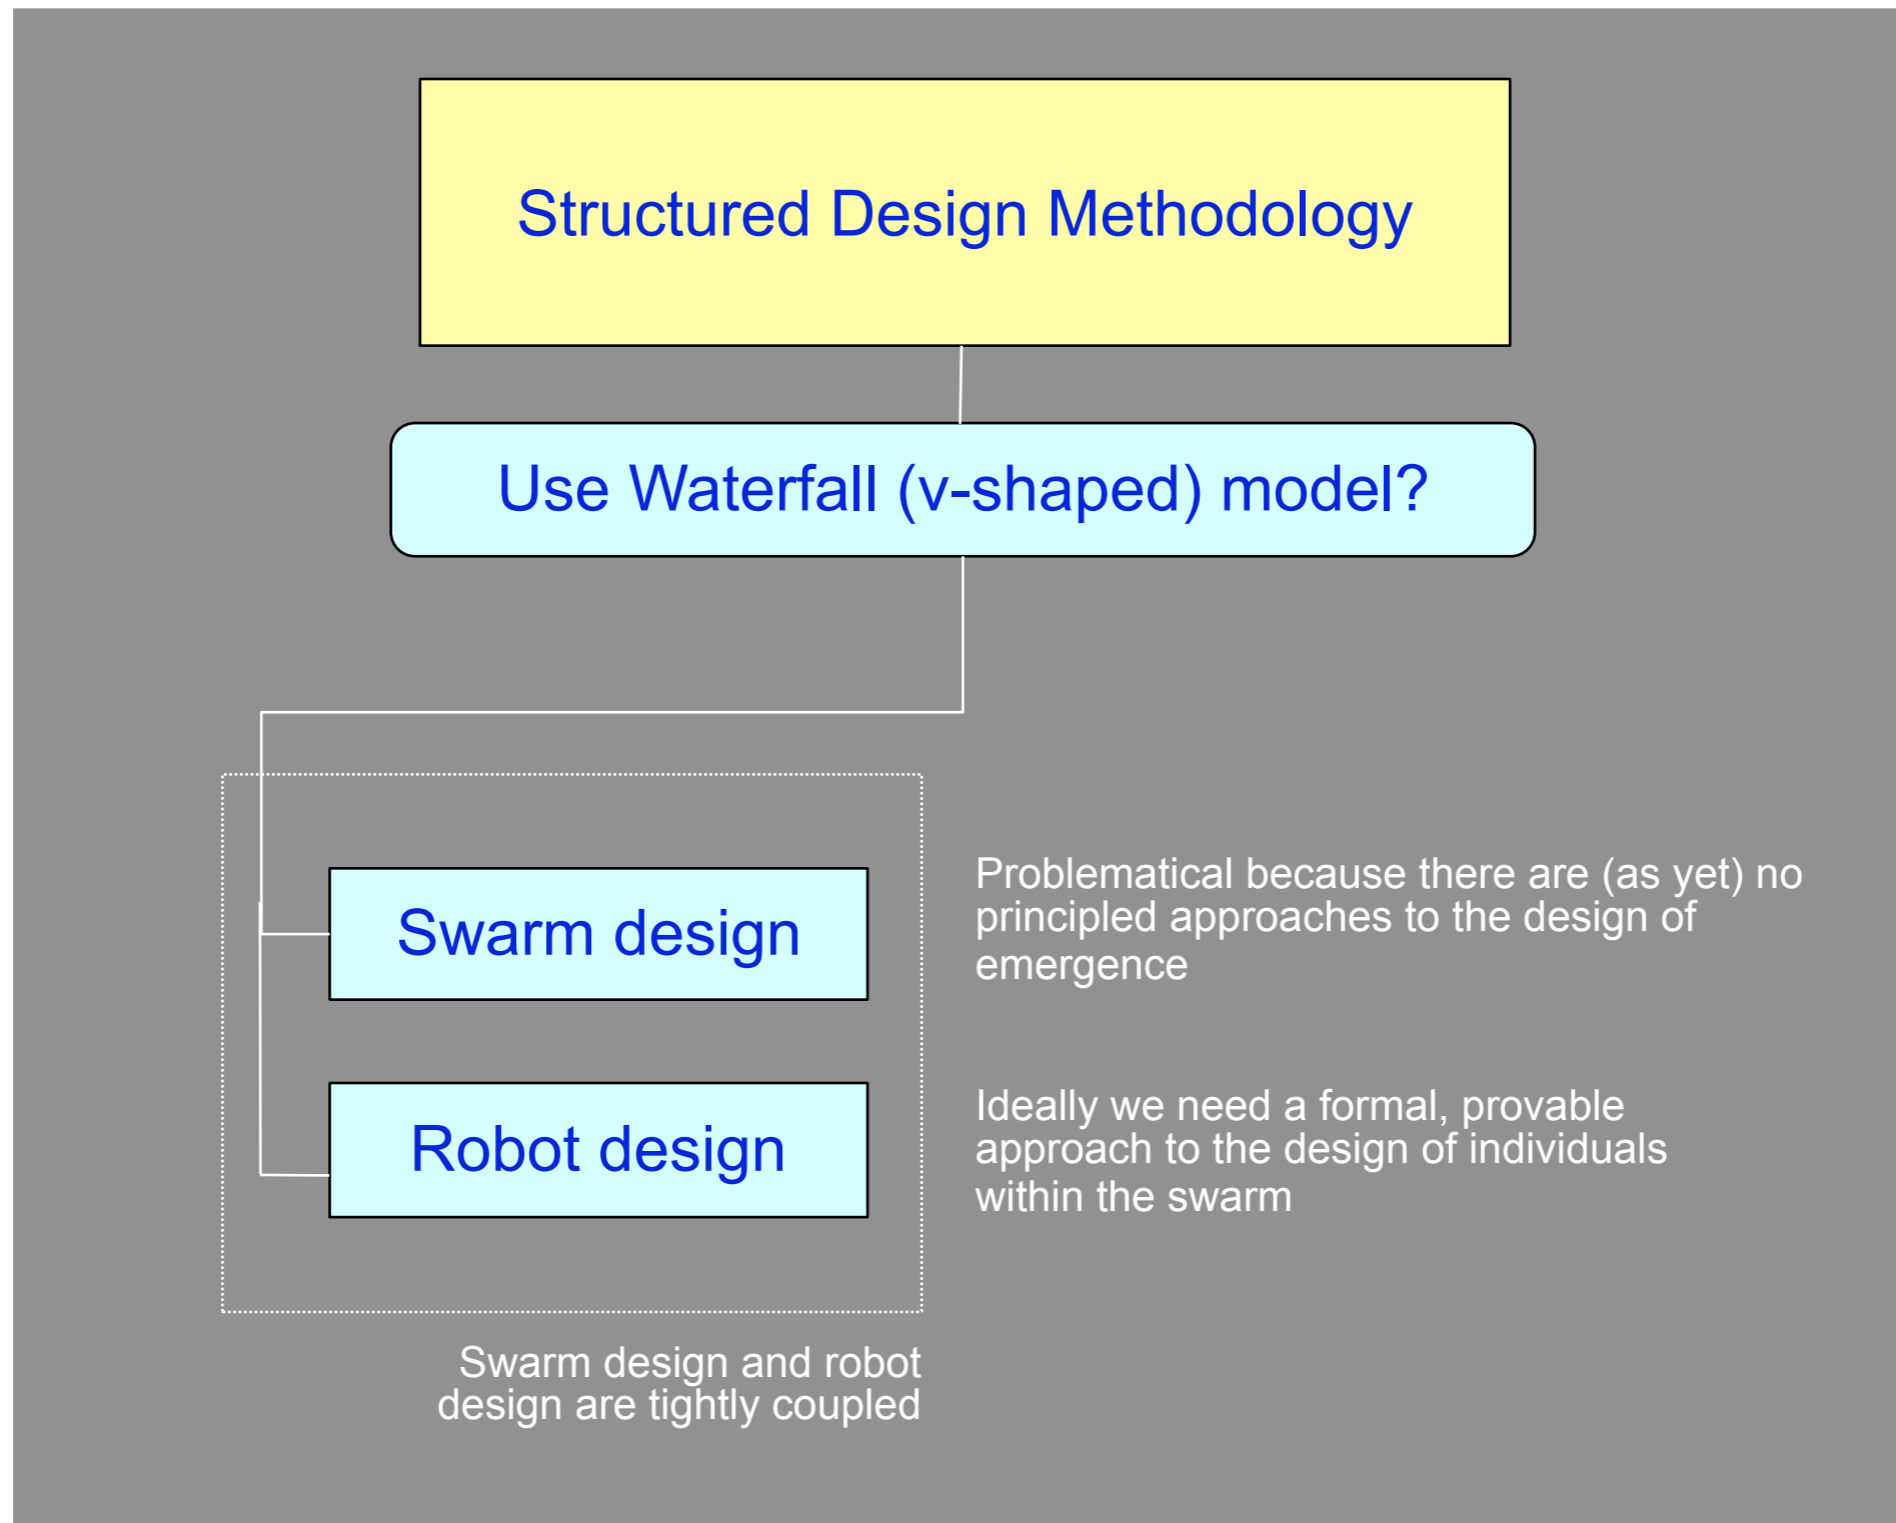 Structured Design Methodology
Use Waterfall (v-shaped) model?
Swarm design
Problematical because there are (as yet) no
principled approaches to the design of
emergence
Robot design
Ideally we need a formal, provable
approach to the design of individuals
within the swarm
Swarm design and robot
design are tightly coupled